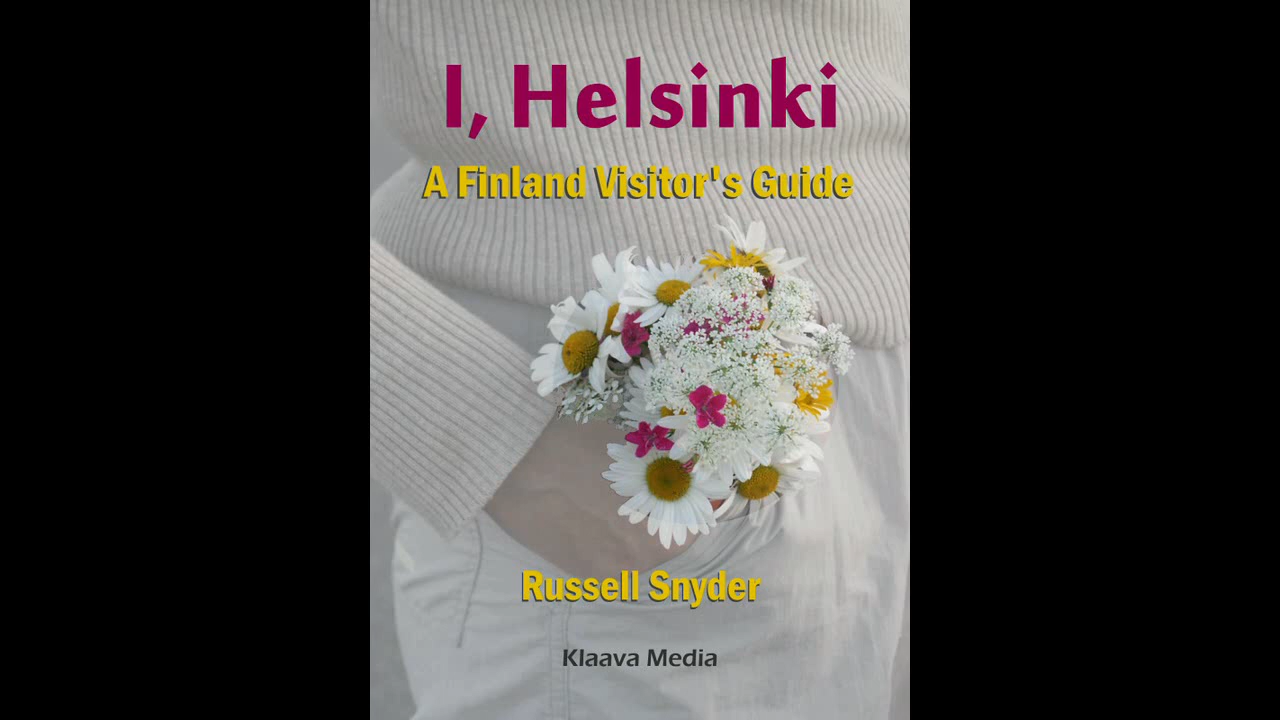 I, Helsinki
A Finland Visitor's Guide
Russell Snyder
Klaava Media